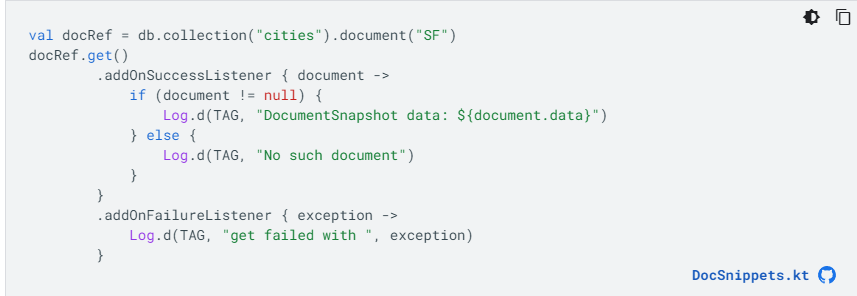 val docRef = db.collection("cities").document("SF")
docRef.get()
        .addOnSuccessListener { document ->
            if (document != null) {
                Log.d(TAG, "DocumentSnapshot data: ${document.data}")
            } else {
                Log.d(TAG, "No such document")
            }
        }
        .addOnFailureListener { exception ->
            Log.d(TAG, "get failed with ", exception)
        }
DocSnippets.kt